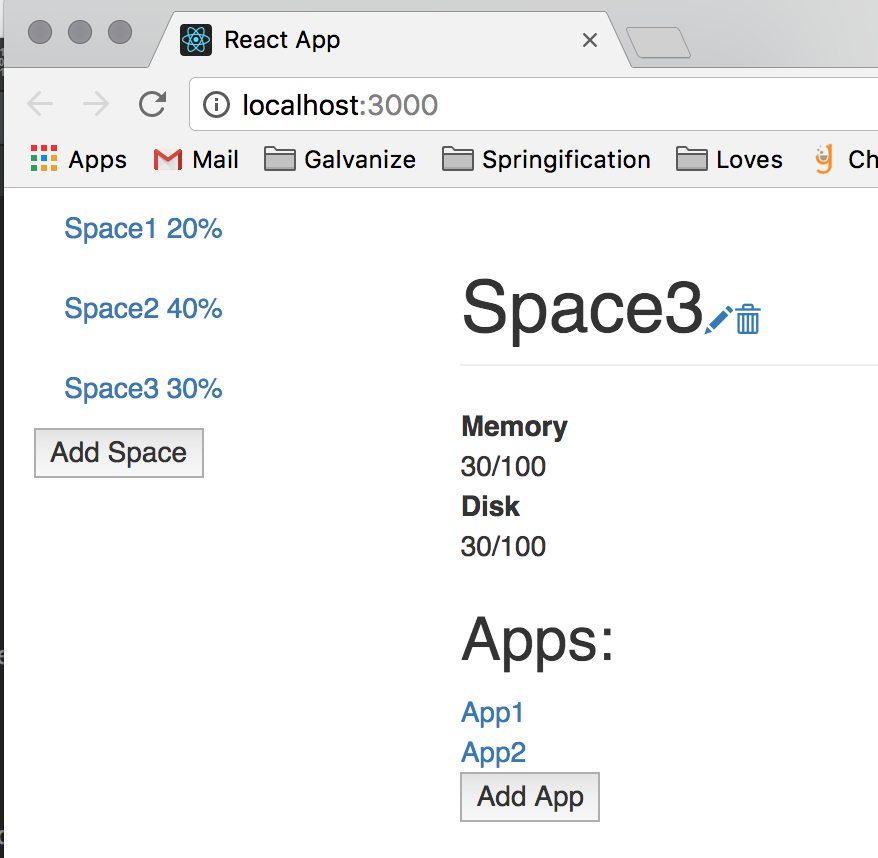 React App
localhost:3000
Apps Mail Galvanize Springification Loves Ch
Space1 20%
Space2 40%
Space3 30%
Add Space
Space3
Memory
30/100
Disk
30/100
Apps:
App1
App2
Add App